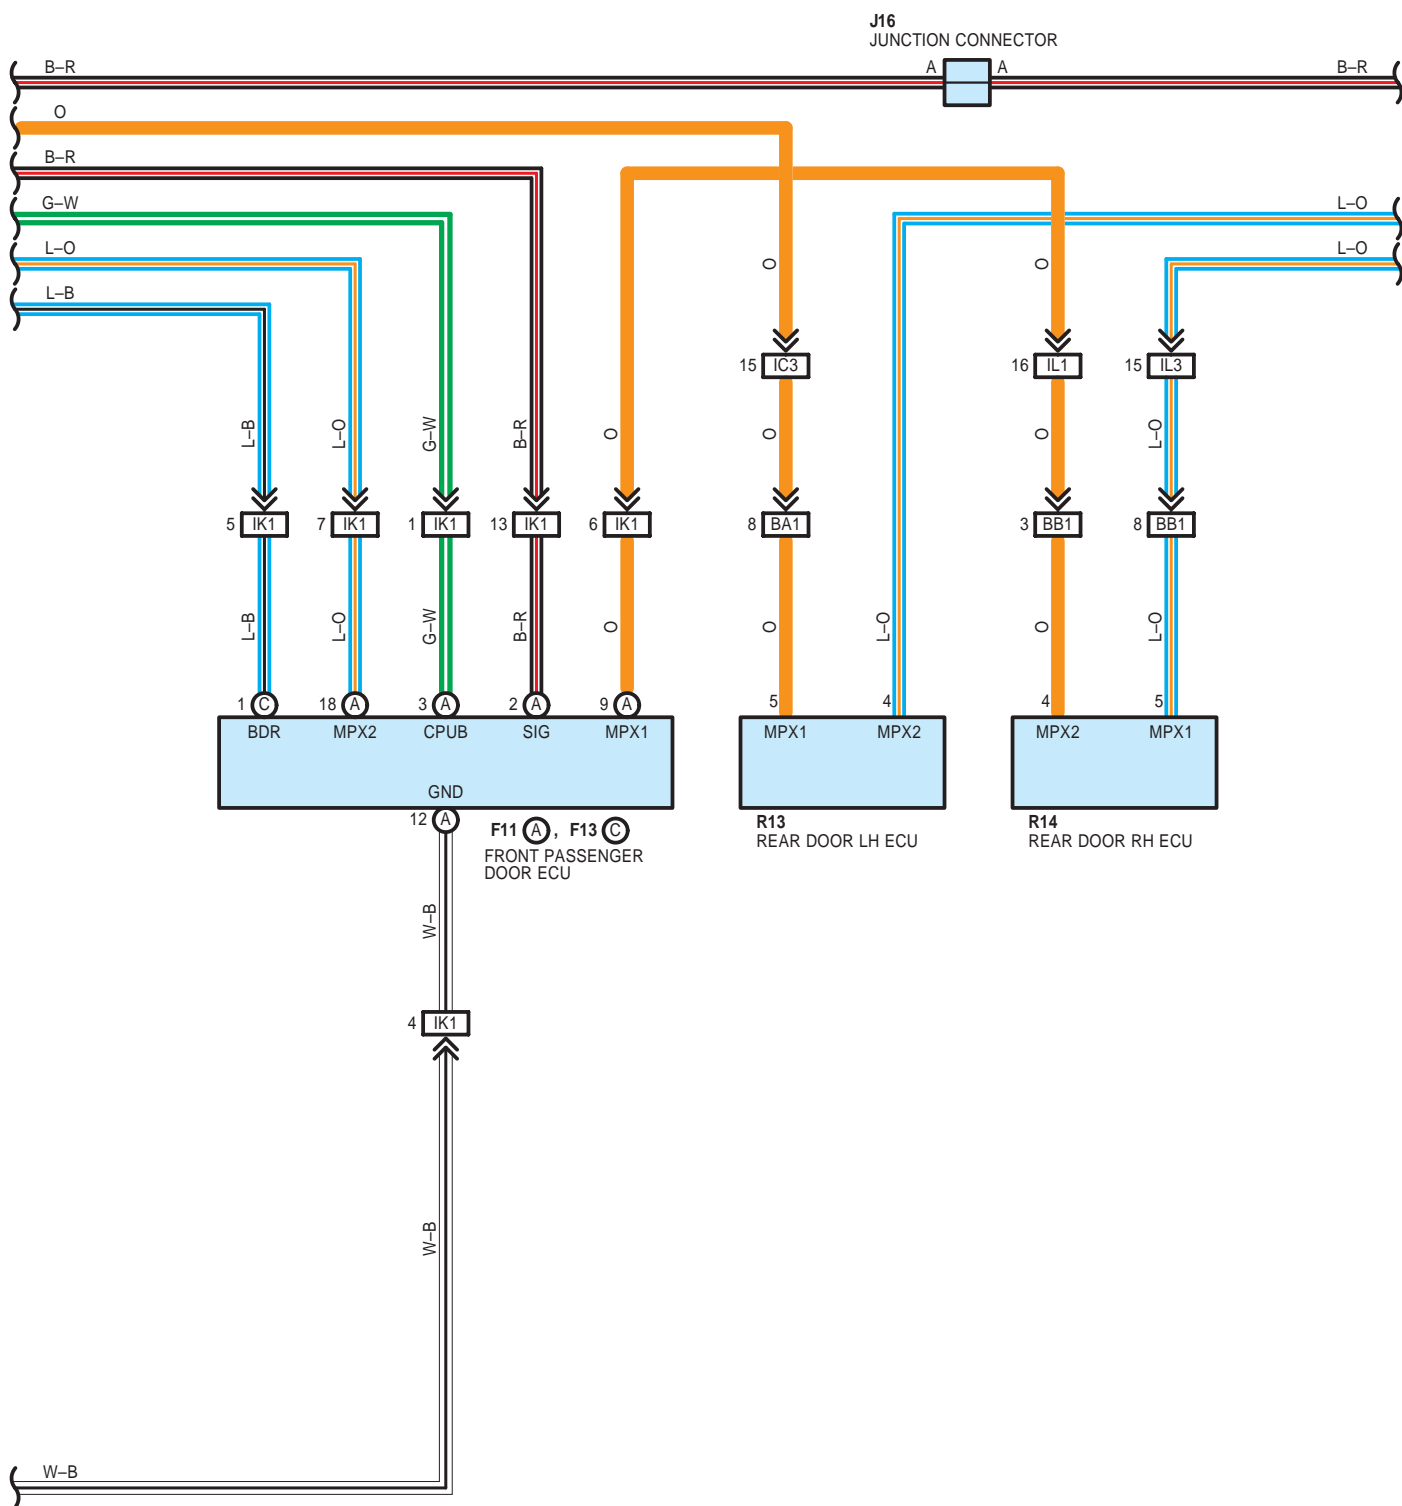 J16
JUNCTION CONNECTOR
B–R A A B–R
O
B–R
G–W L–O
L–O L–O
L–B
O O
15 IC3 16 IL1 15 IL3
L–B L–O G–W B–R O O O L–O
5 IK1 7 IK1 1 IK1 13 IK1 6 IK1 8 BA1 3 BB1 8 BB1
L–B L–O G–W B–R O O L–O O L–O
1 C 18 A 3 A 2 A 9 A 5 4 4 5
BDR MPX2 CPUB SIG MPX1 MPX1 MPX2 MPX2 MPX1
GND
12 A
F11 A , F13 C
FRONT PASSENGER
DOOR ECU
R13
REAR DOOR LH ECU
R14
REAR DOOR RH ECU
W–B
4 IK1
W–B
W–B